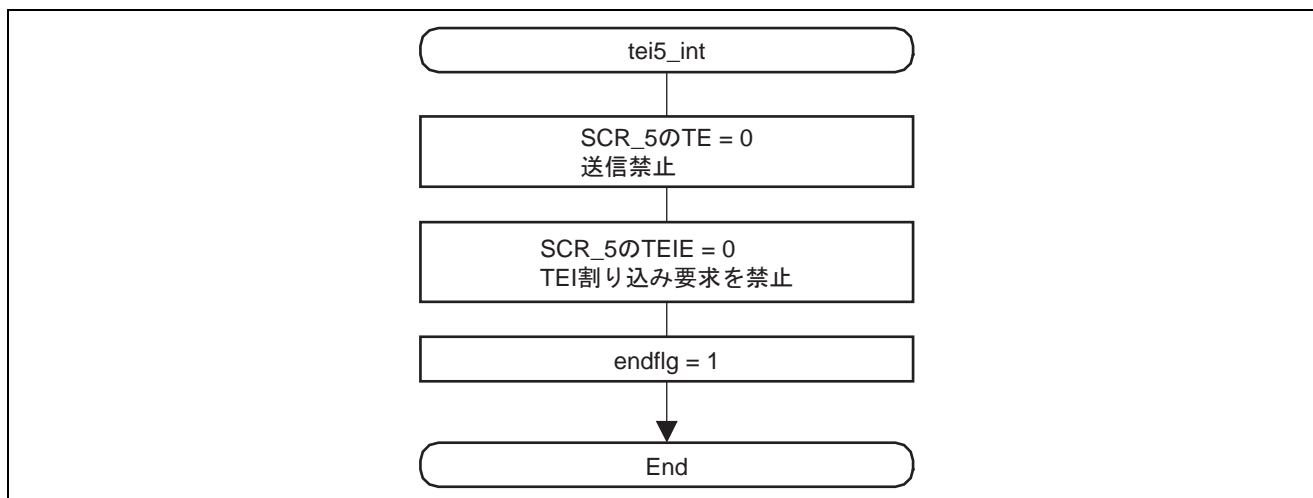 tei5_int
SCR_5のTE = 0
送信禁止
SCR_5のTEIE = 0
TEI割り込み要求を禁止
endflg = 1
End